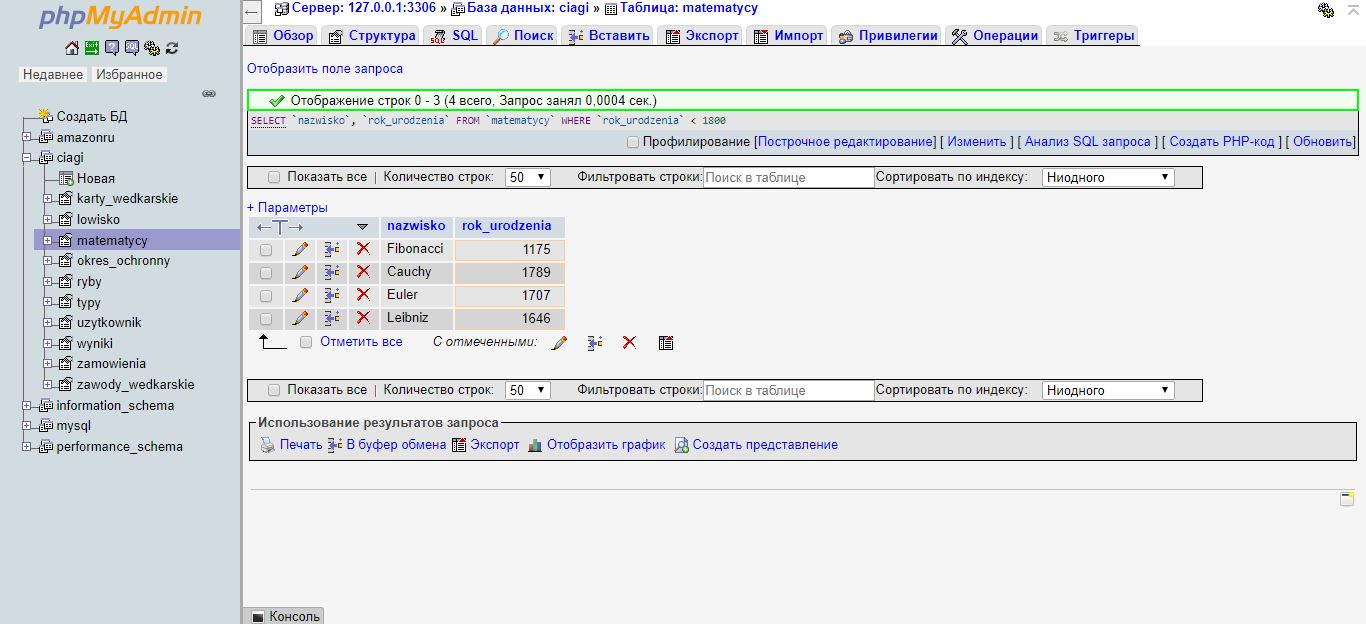 phpMyAdmin
Недавнее Избранное
Создать БД
amazonru
ciagi
Новая
karty_wedkarskie
lowisko
matematycy
okres_ochronny
ryby
typy
uzytkownik
wyniki
zamowienia
zawody_wedkarskie
information_schema
mysql
performance_schema
Сервер: 127.0.0.1:3306 » База данных: ciagi » Таблица: matematycy
Обзор Структура SQL Поиск Вставить Экспорт Импорт Привилегии Операции Триггеры
Отобразить поле запроса
Отображение строк 0 - 3 (4 всего, Запрос занял 0,0004 сек.)
SELECT `nazwisko`, `rok_urodzenia` FROM `matematycy` WHERE `rok_urodzenia` < 1800
Профилирование [Построчное редактирование] [ Изменить ] [ Анализ SQL запроса ] [ Создать PHP-код ] [ Обновить]
Показать все | Количество строк: 50 Фильтровать строки: Поиск в таблице Сортировать по индексу: Ниодного
+ Параметры
nazwisko rok_urodzenia
Fibonacci 1175
Cauchy 1789
Euler 1707
Leibniz 1646
Отметить все С отмеченными:
Показать все | Количество строк: 50 Фильтровать строки: Поиск в таблице Сортировать по индексу: Ниодного
Использование результатов запроса
Печать В буфер обмена Экспорт Отобразить график Создать представление
Консоль